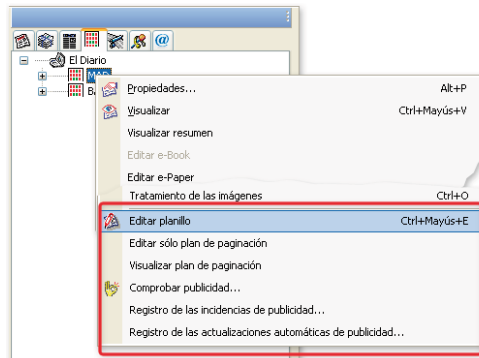 El Diario
MAD
Propiedades... Alt+P
Visualizar Ctrl+Mayús+V
Visualizar resumen
Editar e-Book
Editar e-Paper
Tratamiento de las imágenes Ctrl+O
Editar planillo Ctrl+Mayús+E
Editar sólo plan de paginación
Visualizar plan de paginación
Comprobar publicidad...
Registro de las incidencias de publicidad...
Registro de las actualizaciones automáticas de publicidad...